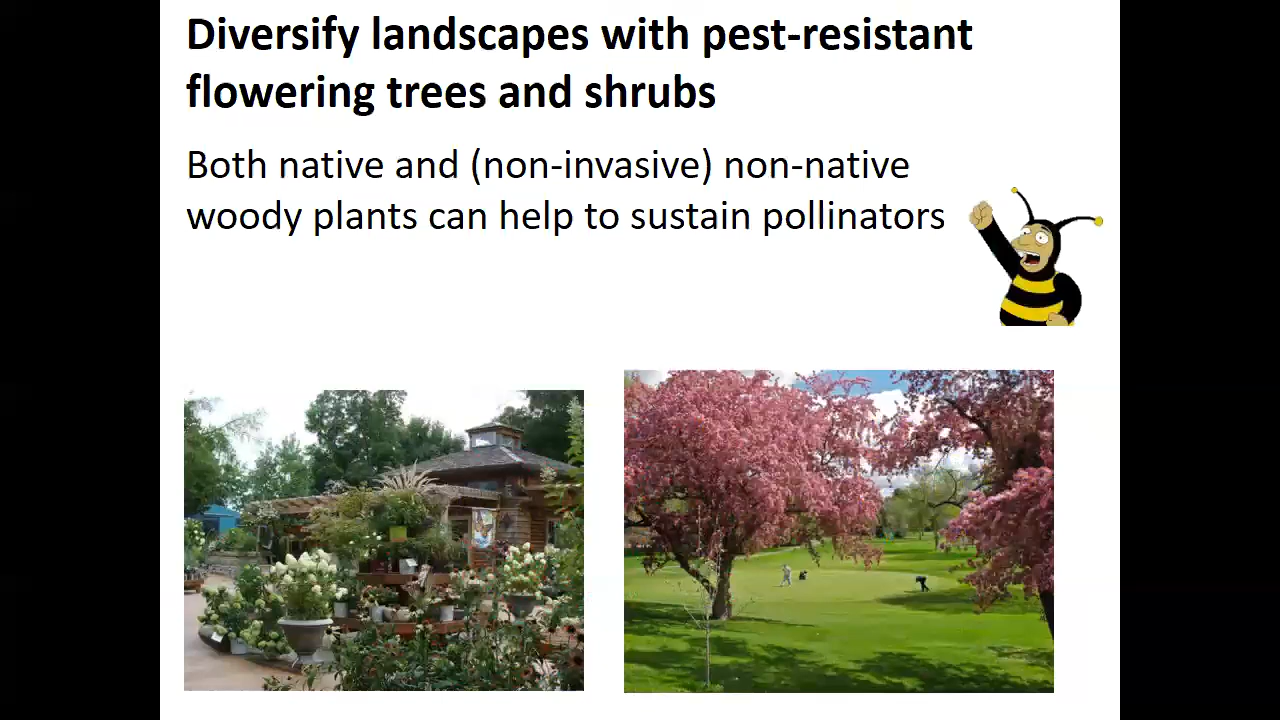 Diversify landscapes with pest-resistant
flowering trees and shrubs
Both native and (non-invasive) non-native
woody plants can help to sustain pollinators